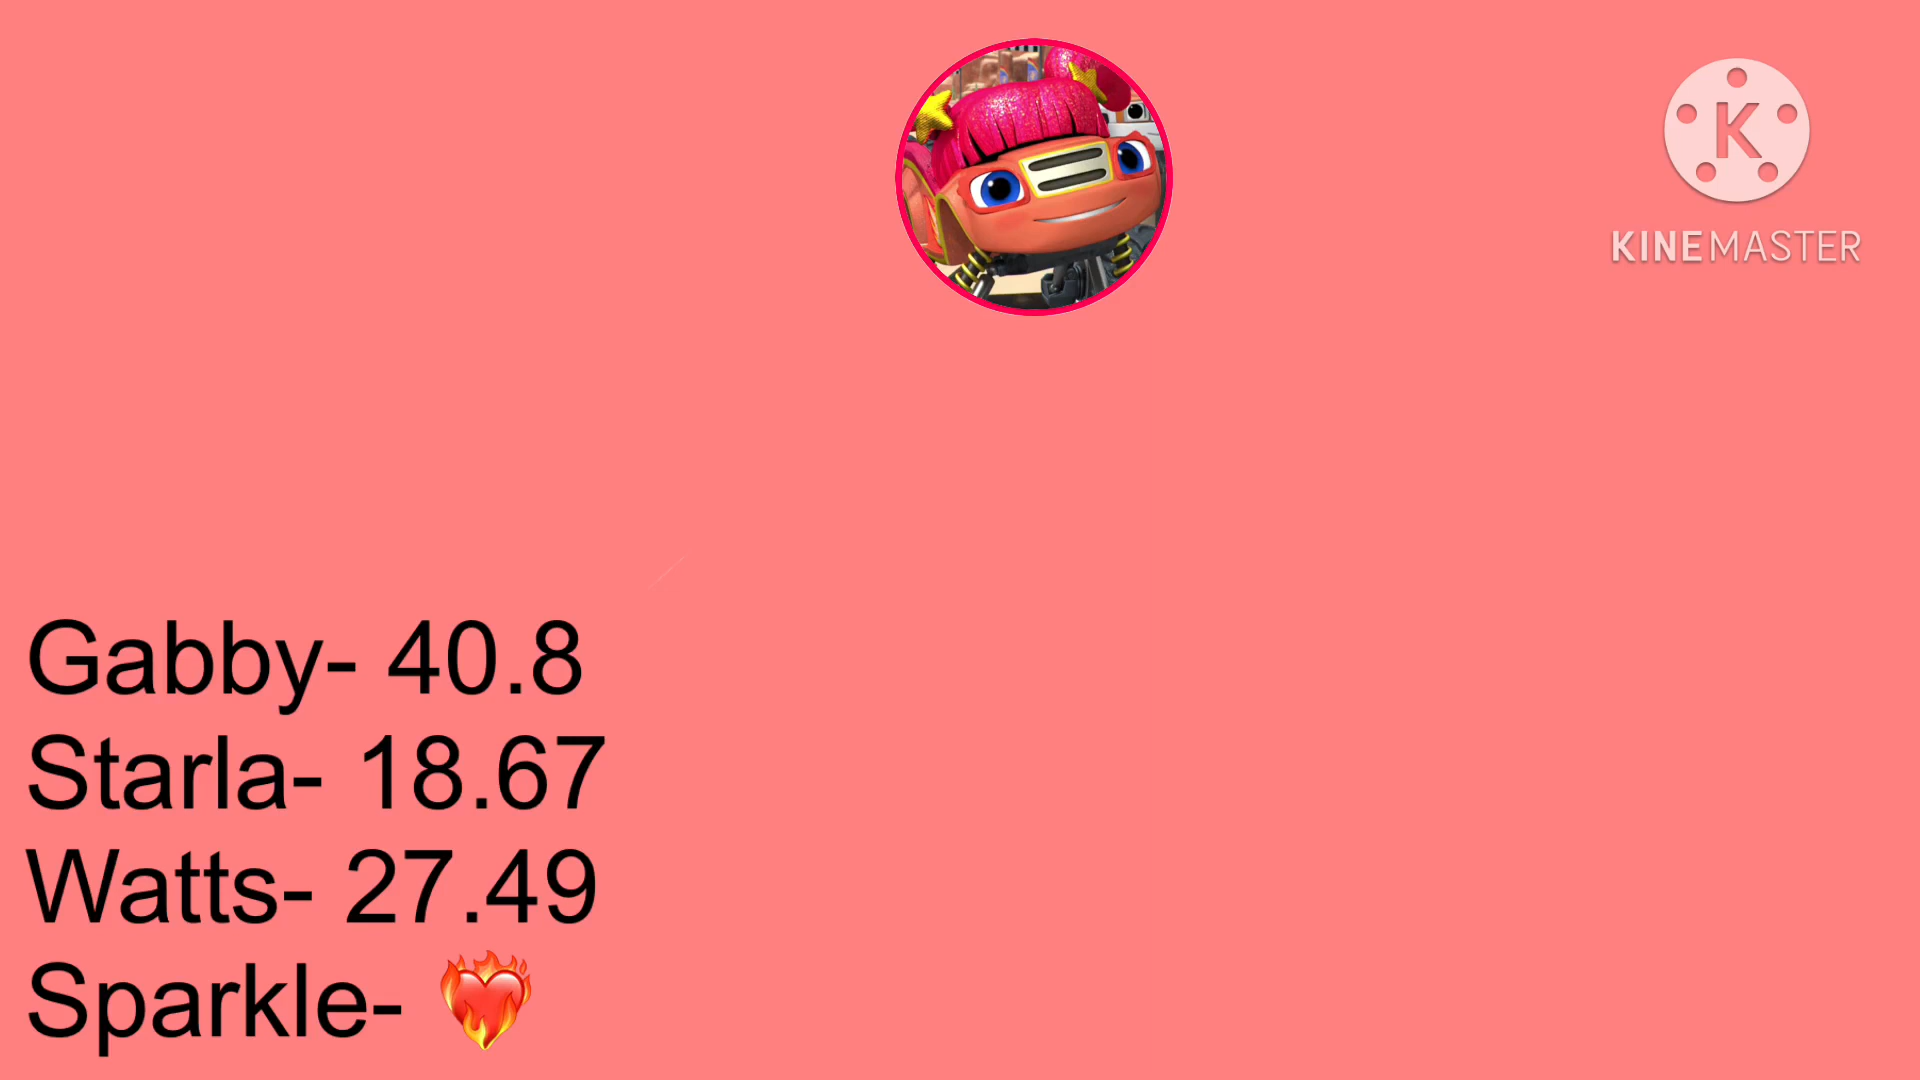 K
KINEMASTER
Gabby- 40.8
Starla- 18.67
Watts- 27.49
Sparkle- ❤️‍🔥